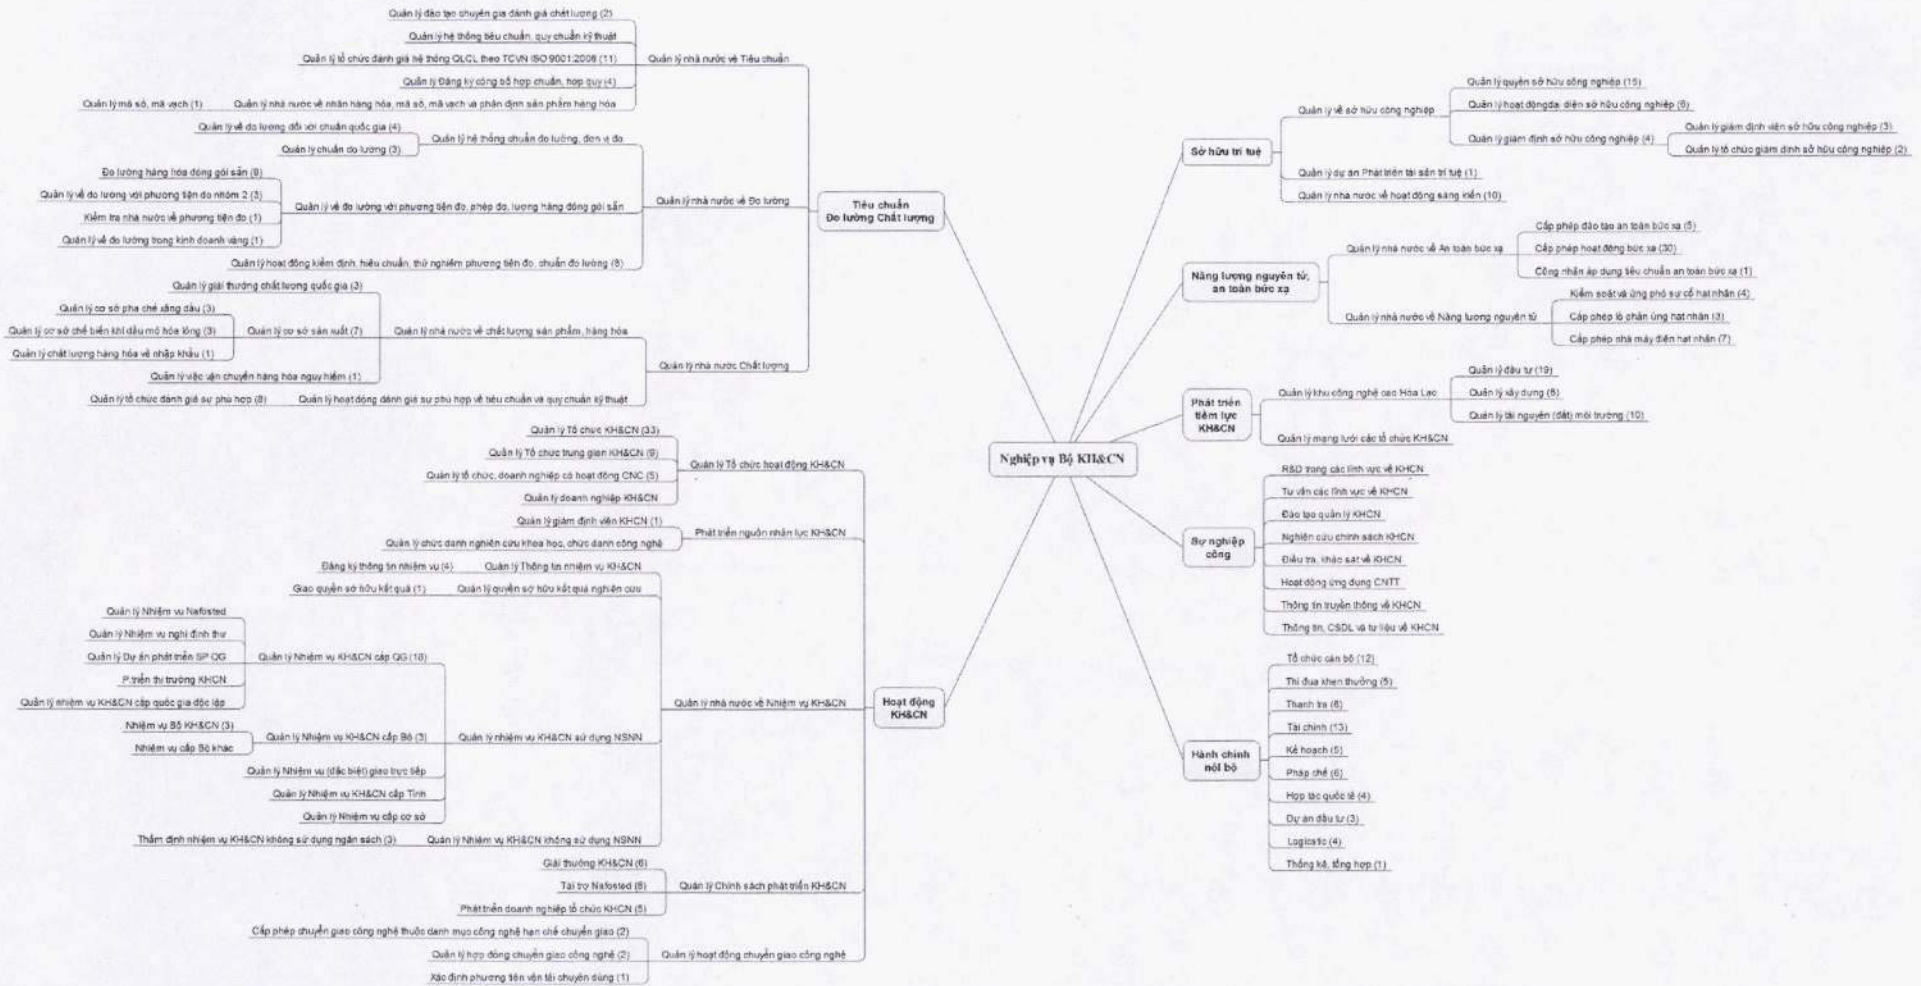 Nghiệp vụ Bộ KH&CN
Tiêu chuẩn
Đo lường Chất lượng
Quản lý nhà nước về Tiêu chuẩn
Quản lý đào tạo chuyên gia đánh giá chất lượng (2)
Quản lý hệ thống tiêu chuẩn, quy chuẩn kỹ thuật
Quản lý tổ chức đánh giá hệ thống QLCL theo TCVN ISO 9001:2008 (11)
Quản lý Đăng ký công bố hợp chuẩn, hợp quy (4)
Quản lý nhà nước về nhãn hàng hóa, mã số, mã vạch và phân định sản phẩm hàng hóa
Quản lý mã số, mã vạch (1)
Quản lý nhà nước về Đo lường
Quản lý hệ thống chuẩn đo lường, đơn vị đo
Quản lý về đo lường đối với chuẩn quốc gia (4)
Quản lý chuẩn đo lường (3)
Quản lý về đo lường với phương tiện đo, phép đo, lượng hàng đóng gói sẵn
Đo lường hàng hóa đóng gói sẵn (9)
Quản lý về đo lường với phương tiện đo nhóm 2 (3)
Kiểm tra nhà nước về phương tiện đo (1)
Quản lý về đo lường trong kinh doanh vàng (1)
Quản lý hoạt động kiểm định, hiệu chuẩn, thử nghiệm phương tiện đo, chuẩn đo lường (8)
Quản lý nhà nước Chất lượng
Quản lý nhà nước về chất lượng sản phẩm, hàng hóa
Quản lý giải thưởng chất lượng quốc gia (3)
Quản lý cơ sở sản xuất (7)
Quản lý cơ sở pha chế xăng dầu (3)
Quản lý cơ sở chế biến khí dầu mỏ hóa lỏng (3)
Quản lý chất lượng hàng hóa về nhập khẩu (1)
Quản lý việc vận chuyển hàng hóa nguy hiểm (1)
Quản lý hoạt động đánh giá sự phù hợp về tiêu chuẩn và quy chuẩn kỹ thuật
Quản lý tổ chức đánh giá sự phù hợp (8)
Hoạt động
KH&CN
Quản lý Tổ chức hoạt động KH&CN
Quản lý Tổ chức KH&CN (33)
Quản lý Tổ chức trung gian KH&CN (9)
Quản lý tổ chức, doanh nghiệp có hoạt động CNC (5)
Quản lý doanh nghiệp KH&CN
Phát triển nguồn nhân lực KH&CN
Quản lý giám định viên KHCN (1)
Quản lý chức danh nghiên cứu khoa học, chức danh công nghệ
Quản lý nhà nước về Nhiệm vụ KH&CN
Quản lý Thông tin nhiệm vụ KH&CN
Đăng ký thông tin nhiệm vụ (4)
Quản lý quyền sở hữu kết quả nghiên cứu
Giao quyền sở hữu kết quả (1)
Quản lý nhiệm vụ KH&CN sử dụng NSNN
Quản lý Nhiệm vụ KH&CN cấp QG (18)
Quản lý Nhiệm vụ Nafosted
Quản lý Nhiệm vụ nghị định thư
Quản lý Dự án phát triển SP QG
P.triển thị trường KHCN
Quản lý nhiệm vụ KH&CN cấp quốc gia độc lập
Quản lý Nhiệm vụ KH&CN cấp Bộ (3)
Nhiệm vụ Bộ KH&CN (3)
Nhiệm vụ cấp Bộ khác
Quản lý Nhiệm vụ (đặc biệt) giao trực tiếp
Quản lý Nhiệm vụ KH&CN cấp Tỉnh
Quản lý Nhiệm vụ cấp cơ sở
Quản lý Nhiệm vụ KH&CN không sử dụng NSNN
Thẩm định nhiệm vụ KH&CN không sử dụng ngân sách (3)
Quản lý Chính sách phát triển KH&CN
Giải thưởng KH&CN (6)
Tài trợ Nafosted (8)
Phát triển doanh nghiệp tổ chức KHCN (5)
Quản lý hoạt động chuyển giao công nghệ
Cấp phép chuyển giao công nghệ thuộc danh mục công nghệ hạn chế chuyển giao (2)
Quản lý hợp đồng chuyển giao công nghệ (2)
Xác định phương tiện vận tải chuyên dùng (1)
Sở hữu trí tuệ
Quản lý về sở hữu công nghiệp
Quản lý quyền sở hữu công nghiệp (15)
Quản lý hoạt độngđại diện sở hữu công nghiệp (6)
Quản lý giám định sở hữu công nghiệp (4)
Quản lý giám định viên sở hữu công nghiệp (3)
Quản lý tổ chức giám định sở hữu công nghiệp (2)
Quản lý dự án Phát triển tài sản trí tuệ (1)
Quản lý nhà nước về hoạt động sáng kiến (10)
Năng lượng nguyên tử,
an toàn bức xạ
Quản lý nhà nước về An toàn bức xạ
Cấp phép đào tạo an toàn bức xạ (5)
Cấp phép hoạt động bức xạ (30)
Công nhận áp dụng tiêu chuẩn an toàn bức xạ (1)
Quản lý nhà nước về Năng lượng nguyên tử
Kiểm soát và ứng phó sự cố hạt nhân (4)
Cấp phép lò phản ứng hạt nhân (3)
Cấp phép nhà máy điện hạt nhân (7)
Phát triển
tiềm lực
KH&CN
Quản lý khu công nghệ cao Hòa Lạc
Quản lý đầu tư (19)
Quản lý xây dựng (6)
Quản lý tài nguyên (đất) môi trường (10)
Quản lý mạng lưới các tổ chức KH&CN
Sự nghiệp
công
R&D trong các lĩnh vực về KHCN
Tư vấn các lĩnh vực về KHCN
Đào tạo quản lý KHCN
Nghiên cứu chính sách KHCN
Điều tra, khảo sát về KHCN
Hoạt động ứng dụng CNTT
Thông tin truyền thông về KHCN
Thông tin, CSDL và tư liệu về KHCN
Hành chính
nội bộ
Tổ chức cán bộ (12)
Thi đua khen thưởng (5)
Thanh tra (6)
Tài chính (13)
Kế hoạch (5)
Pháp chế (6)
Hợp tác quốc tế (4)
Dự án đầu tư (3)
Logicstic (4)
Thống kê, tổng hợp (1)